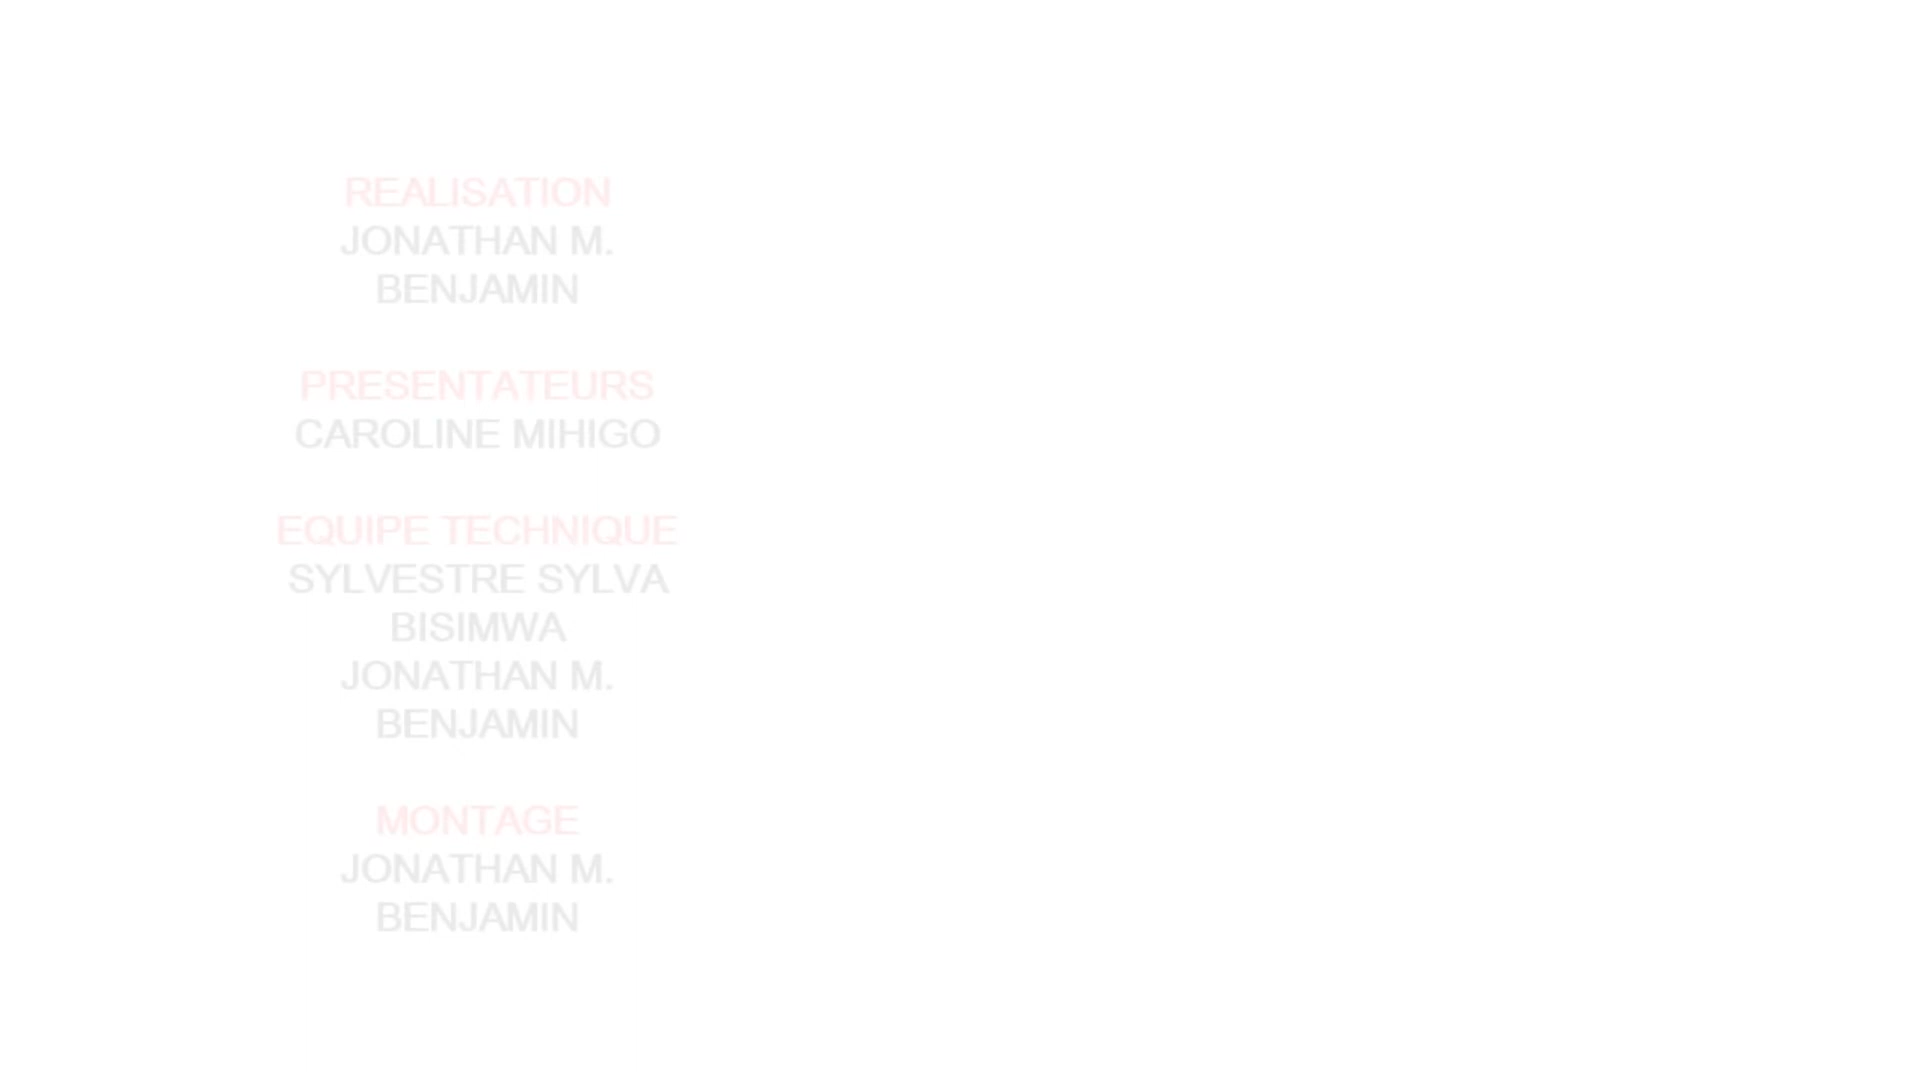 REALISATION
JONATHAN M.
BENJAMIN
PRESENTATEURS
CAROLINE MIHIGO
EQUIPE TECHNIQUE
SYLVESTRE SYLVA
BISIMWA
JONATHAN M.
BENJAMIN
MONTAGE
JONATHAN M.
BENJAMIN